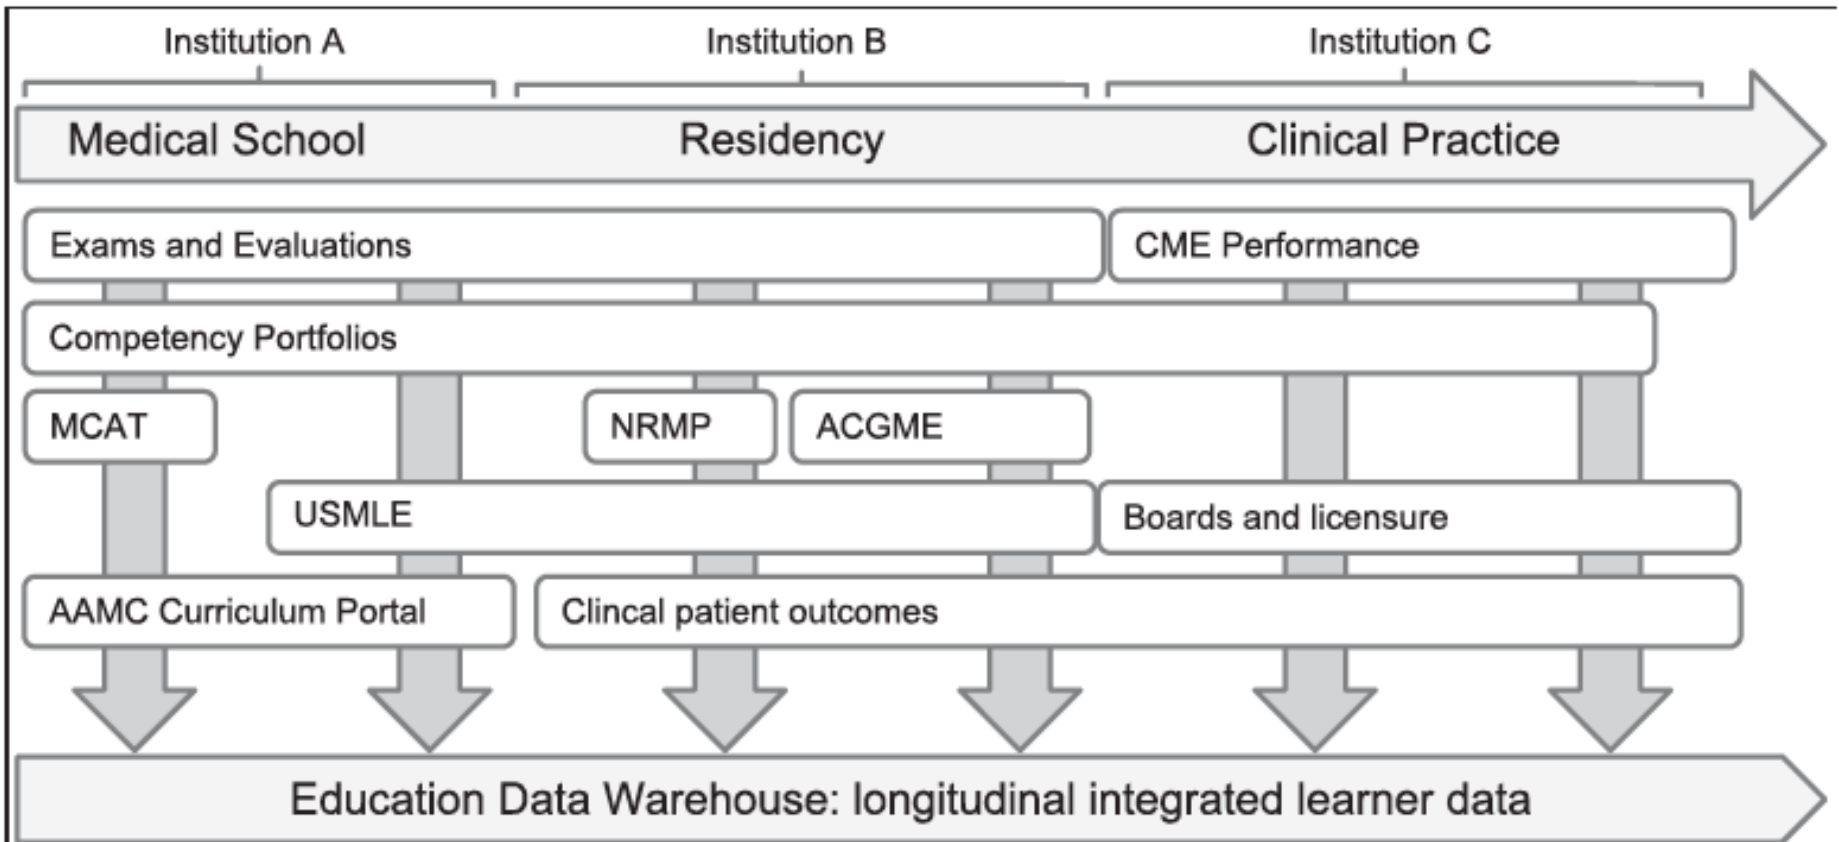 Institution A
Institution B
Institution C
Medical School
Residency
Clinical Practice
Exams and Evaluations
CME Performance
Competency Portfolios
MCAT
NRMP
ACGME
USMLE
Boards and licensure
AAMC Curriculum Portal
Clincal patient outcomes
Education Data Warehouse: longitudinal integrated learner data